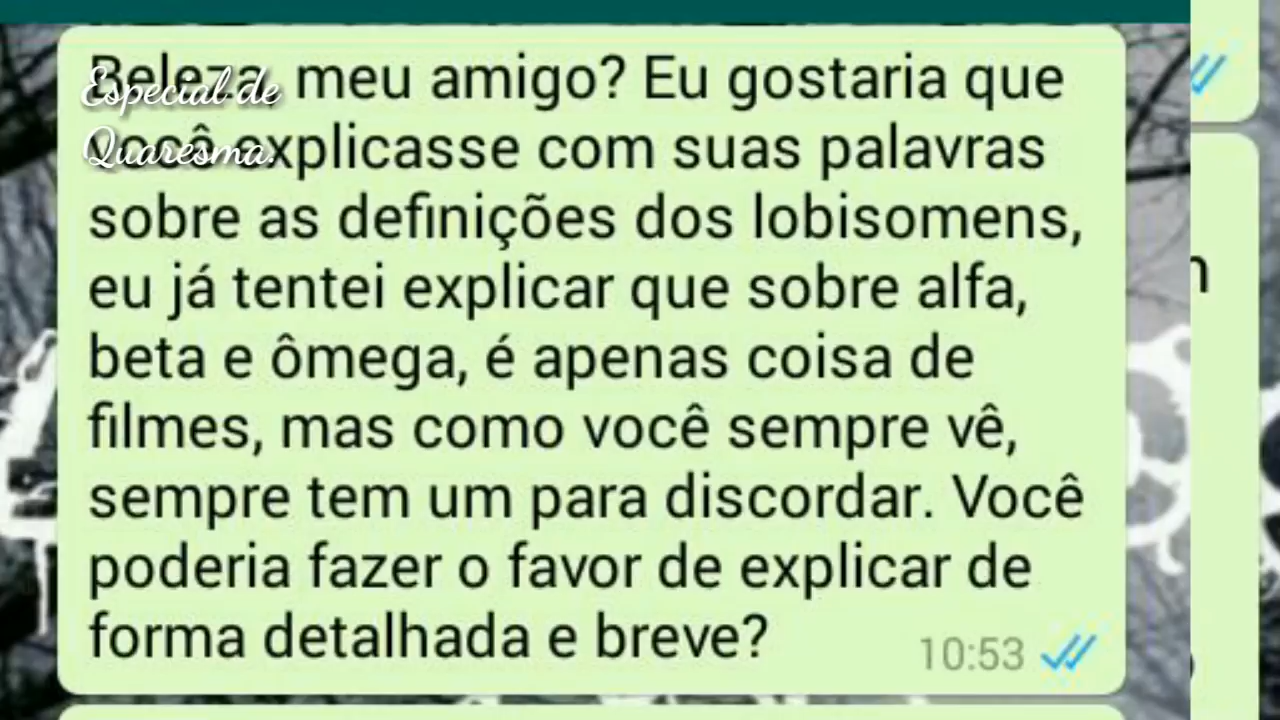 Especial de
Quaresma.
Beleza, meu amigo? Eu gostaria que
você explicasse com suas palavras
sobre as definições dos lobisomens,
eu já tentei explicar que sobre alfa,
beta e ômega, é apenas coisa de
filmes, mas como você sempre vê,
sempre tem um para discordar. Você
poderia fazer o favor de explicar de
forma detalhada e breve?
10:53